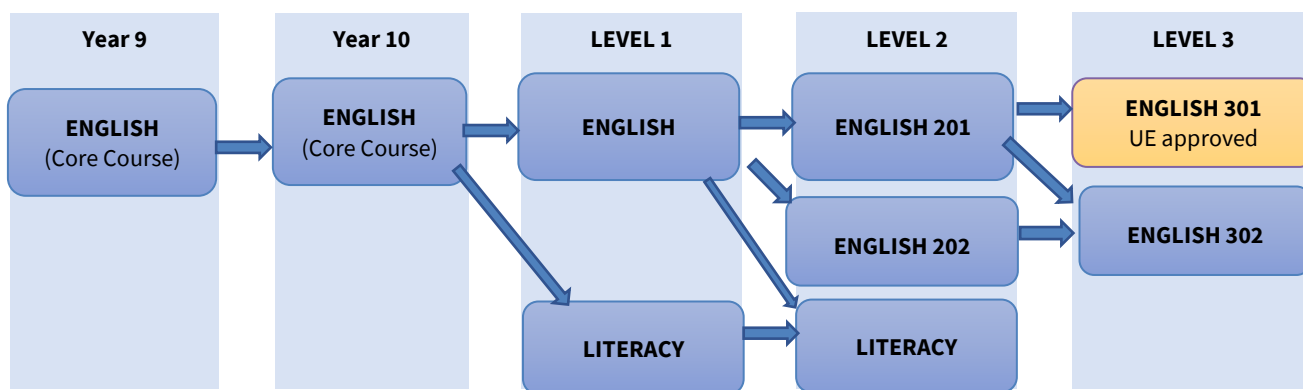 Year 9
Year 10
LEVEL 1
LEVEL 2
LEVEL 3
ENGLISH
(Core Course)
ENGLISH
(Core Course)
ENGLISH
ENGLISH 201
ENGLISH 301
UE approved
ENGLISH 202
ENGLISH 302
LITERACY
LITERACY